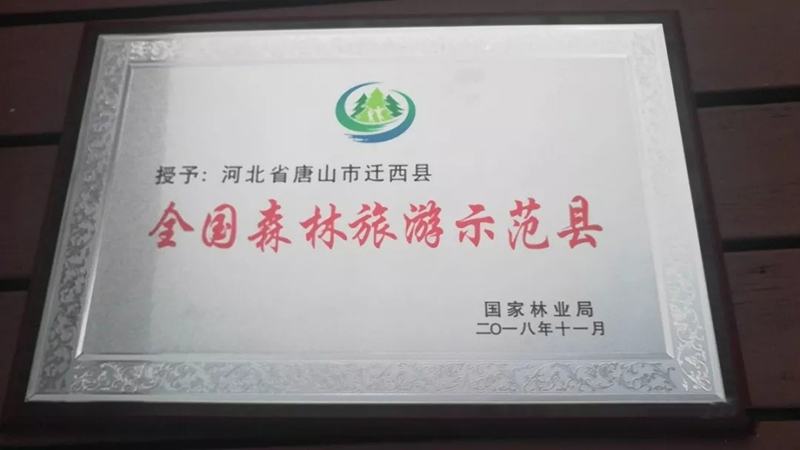 授予：河北省唐山市迁西县
全国森林旅游示范县
国家林业局
二〇一八年十一月